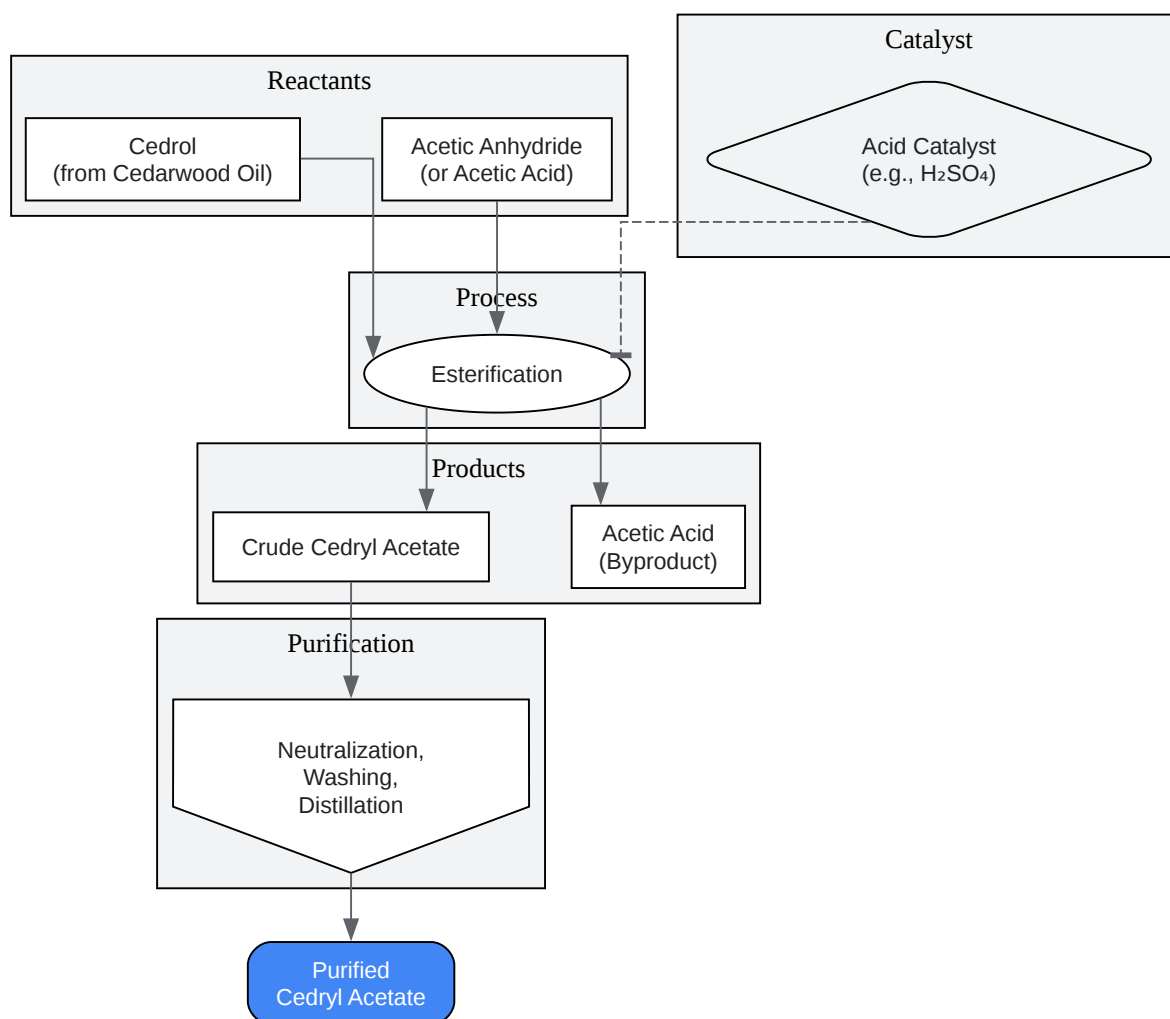 Catalyst
Reactants
Cedrol
(from Cedarwood Oil)
Acetic Anhydride
(or Acetic Acid)
Acid Catalyst
(e.g., H₂SO₄)
Process
Esterification
Products
Crude Cedryl Acetate
Acetic Acid
(Byproduct)
Purification
Neutralization,
Washing,
Distillation
Purified
Cedryl Acetate